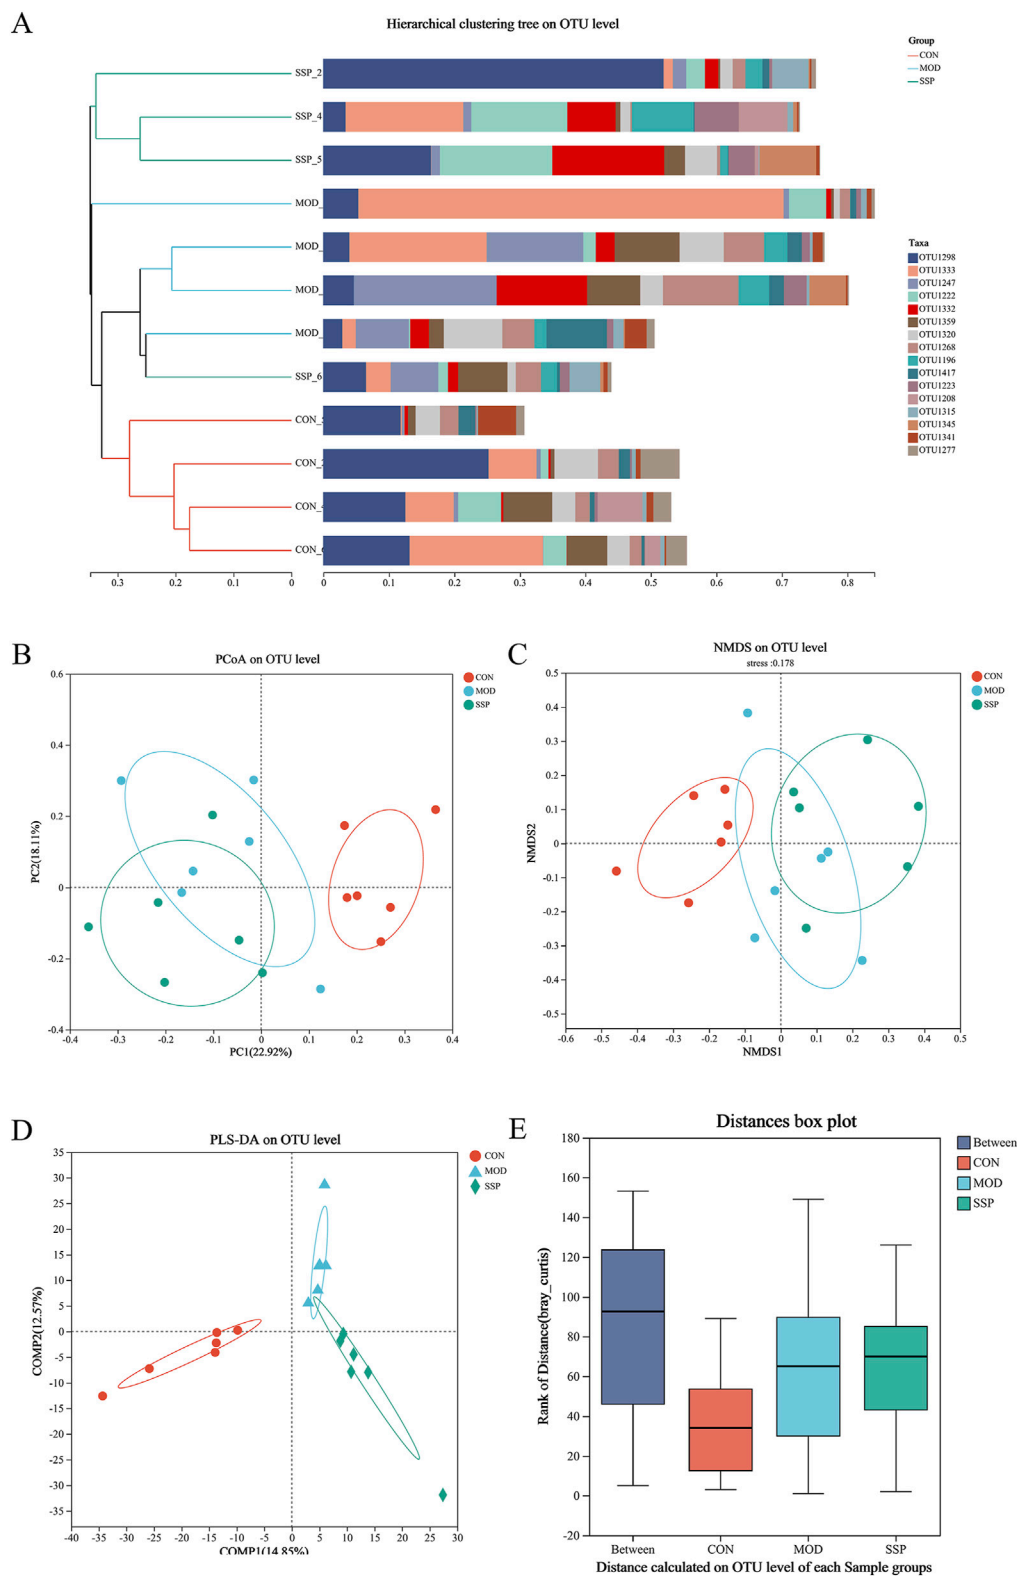 A
Hierarchical clustering tree on OTU level
Group
CON
MOD
SSP
SSP_2
SSP_4
SSP_5
MOD_
MOD_
MOD_
MOD_
SSP_6
CON_
CON_
CON_
CON_
Taxa
OTU1298
OTU1333
OTU1247
OTU1222
OTU1332
OTU1359
OTU1320
OTU1268
OTU1196
OTU1417
OTU1223
OTU1208
OTU1315
OTU1345
OTU1341
OTU1277
0.3 0.2 0.1 0
0 0.1 0.2 0.3 0.4 0.5 0.6 0.7 0.8
B
PCoA on OTU level
CON
MOD
SSP
PC2(18.11%)
0.6
0.4
0.2
0
-0.2
-0.4
-0.4 -0.3 -0.2 -0.1 0 0.1 0.2 0.3 0.4
PC1(22.92%)
C
NMDS on OTU level
stress :0.178
CON
MOD
SSP
NMDS2
0.5
0.4
0.3
0.2
0.1
0
-0.1
-0.2
-0.3
-0.4
-0.5
-0.6 -0.5 -0.4 -0.3 -0.2 -0.1 0 0.1 0.2 0.3 0.4 0.5
NMDS1
D
PLS-DA on OTU level
CON
MOD
SSP
COMP2(12.57%)
35
30
25
20
15
10
5
0
-5
-10
-15
-20
-25
-30
-35
-40 -35 -30 -25 -20 -15 -10 -5 0 5 10 15 20 25 30
COMP1(14.85%)
E
Distances box plot
Between
CON
MOD
SSP
Rank of Distance(bray_curtis)
180
160
140
120
100
80
60
40
20
0
-20
Between CON MOD SSP
Distance calculated on OTU level of each Sample groups